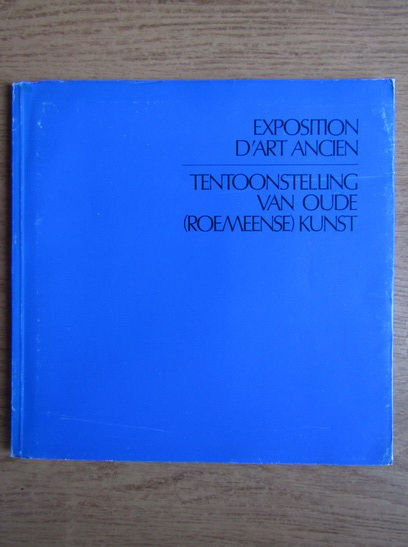 EXPOSITION
D'ART ANCIEN
TENTOONSTELLING
VAN OUDE
(ROEMEENSE) KUNST